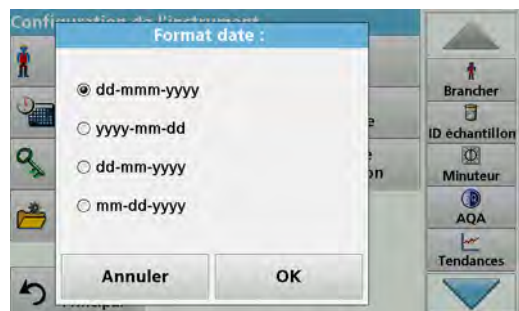 Format date :
dd-mmm-yyyy
yyyy-mm-dd
dd-mm-yyyy
mm-dd-yyyy
Annuler
OK
Brancher
ID échantillon
Minuteur
AQA
Tendances